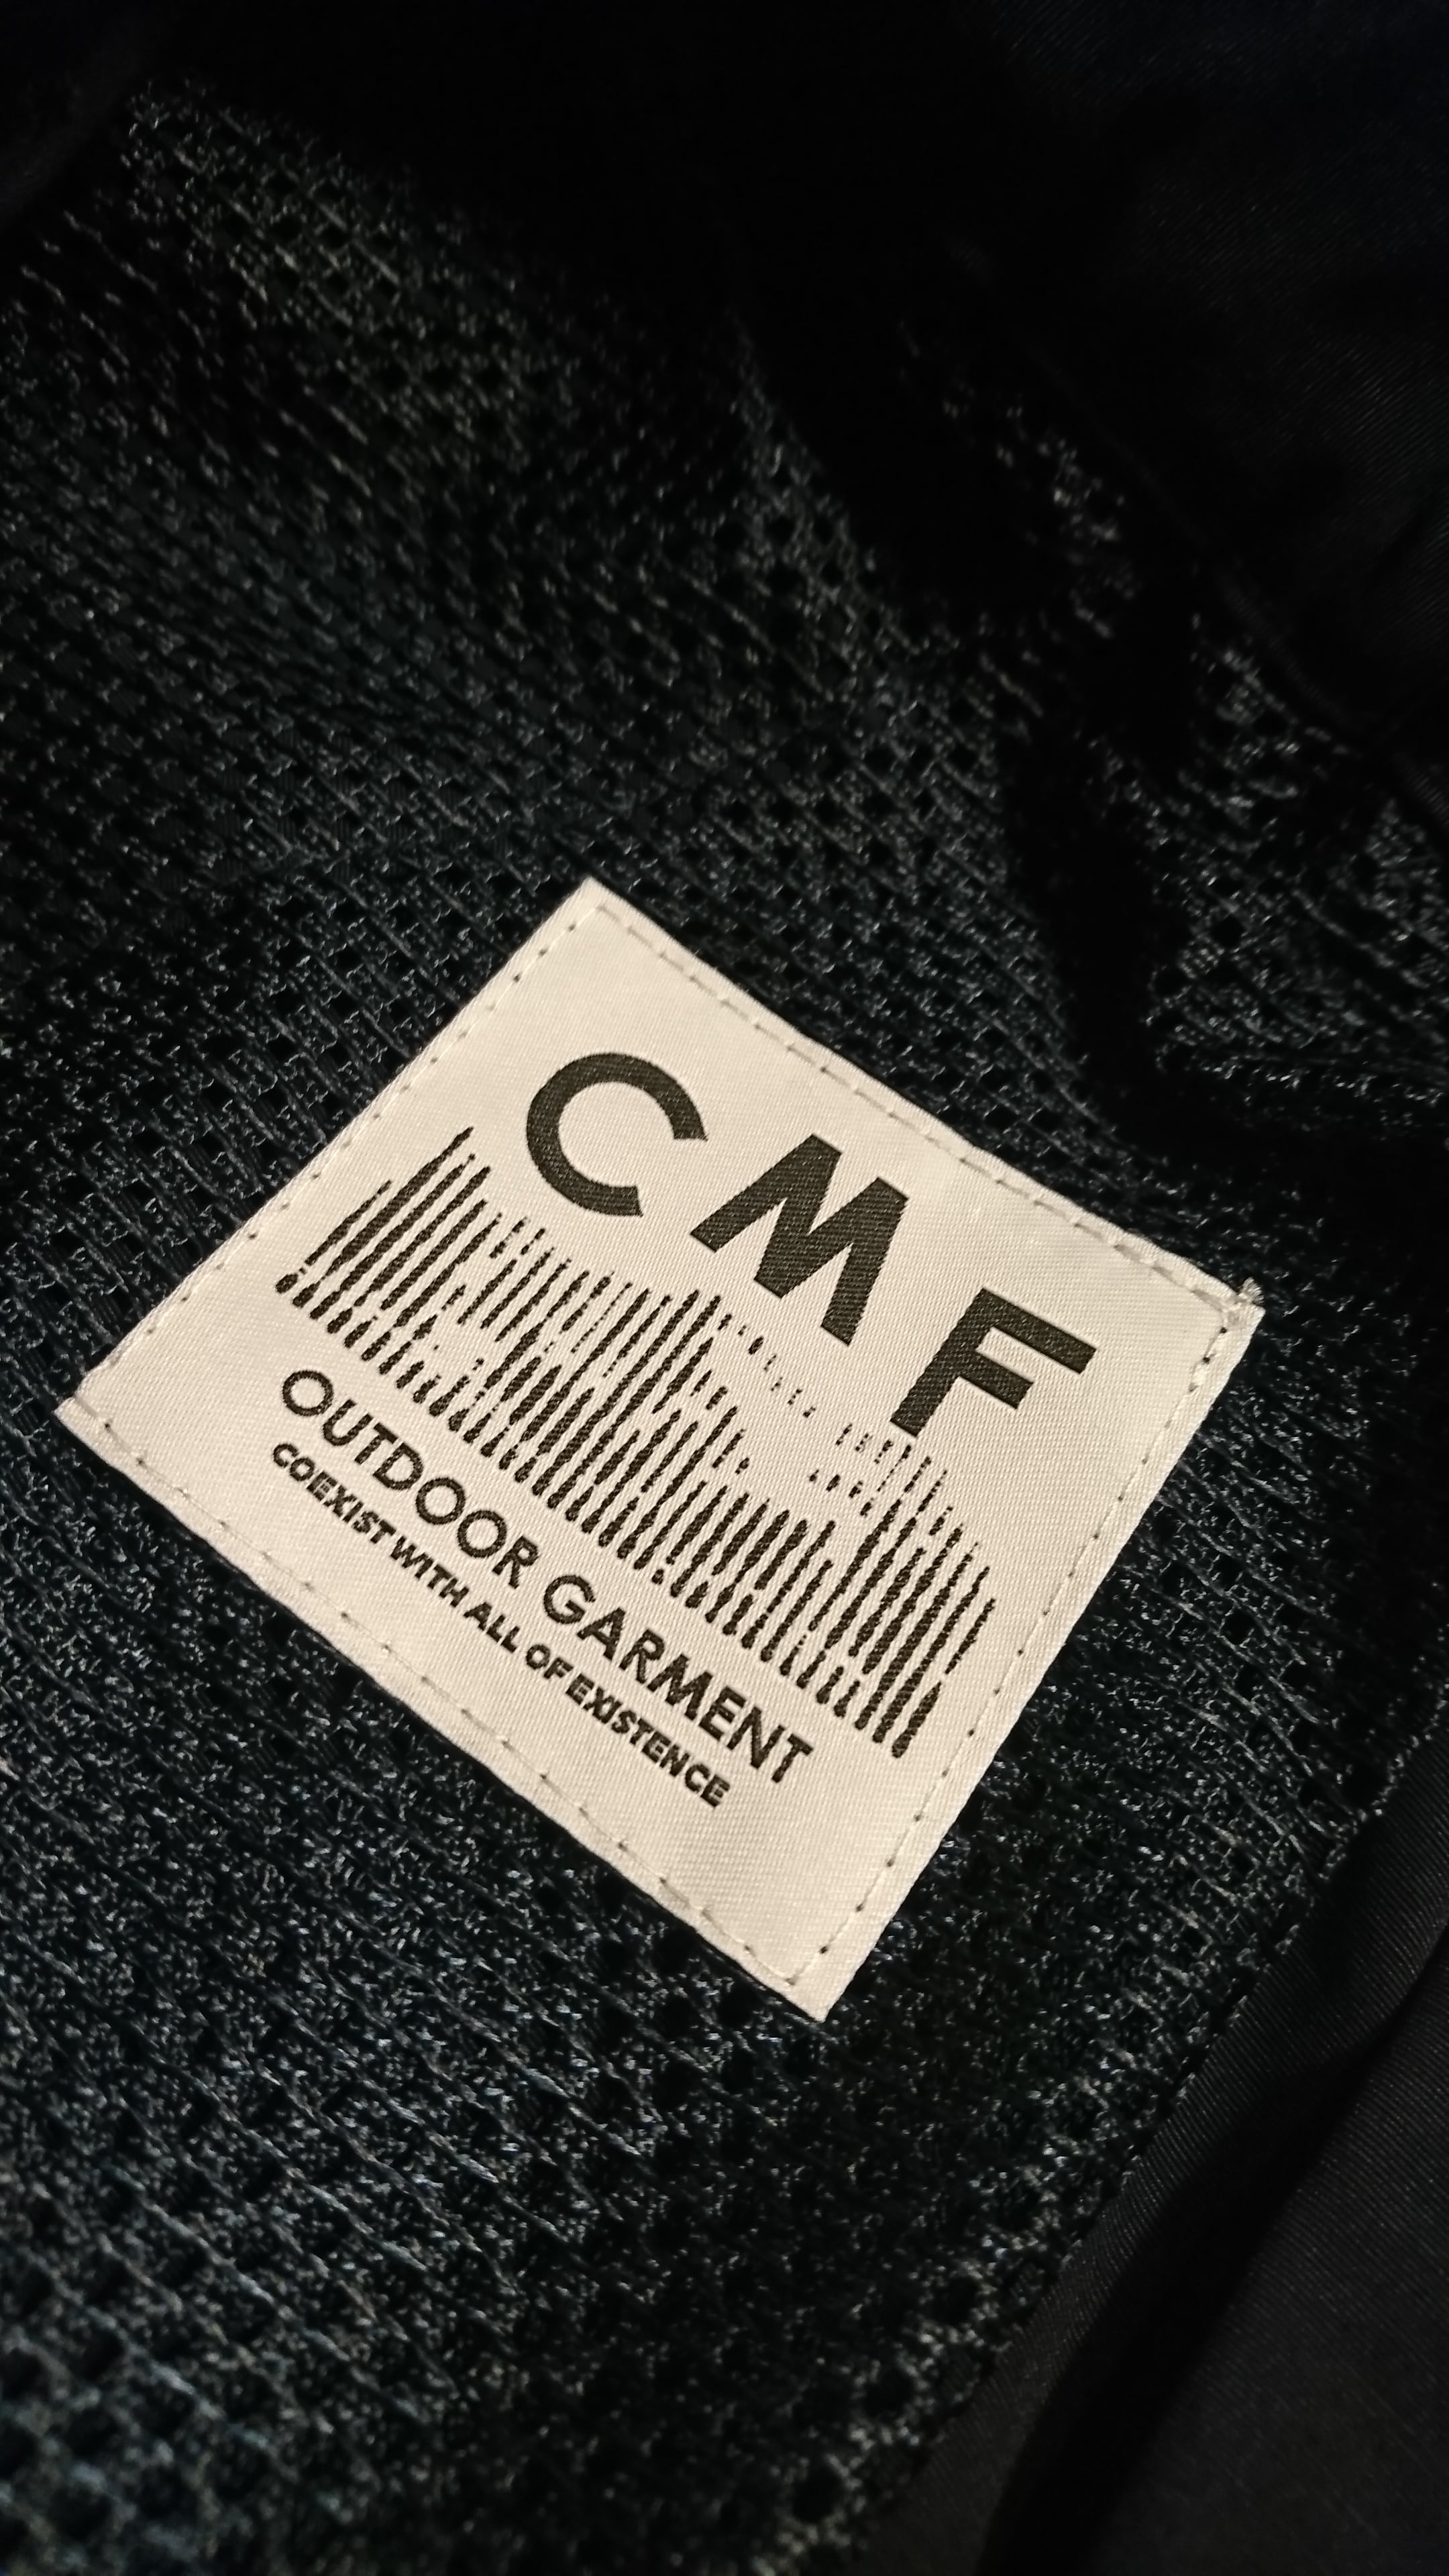 CMF
OUTDOOR GARMENT
COEXIST WITH ALL OF EXISTENCE